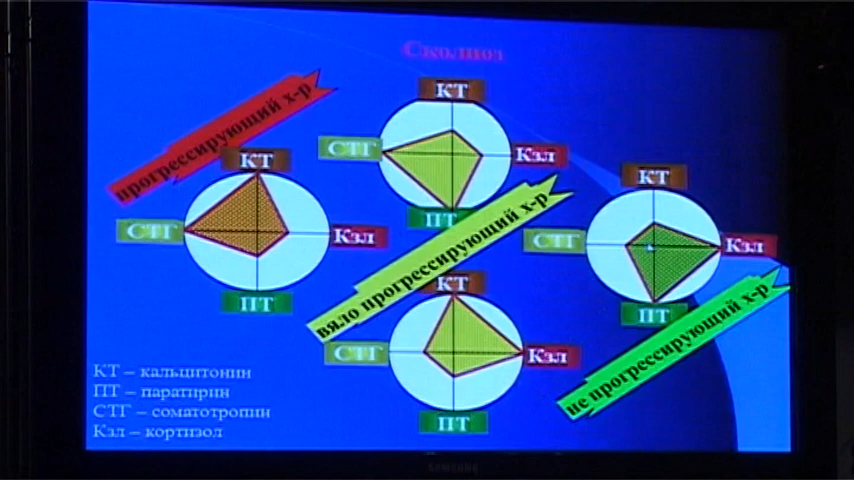 Сколиоз
прогрессирующий х-р
КТ
СТГ
Кзл
ПТ
КТ
СТГ
Кзл
ПТ
вяло прогрессирующий х-р
КТ
СТГ
Кзл
ПТ
КТ
СТГ
Кзл
ПТ
не прогрессирующий х-р
КТ – кальцитонин
ПТ – паратирин
СТГ – соматотропин
Кзл – кортизол
SAMSUNG